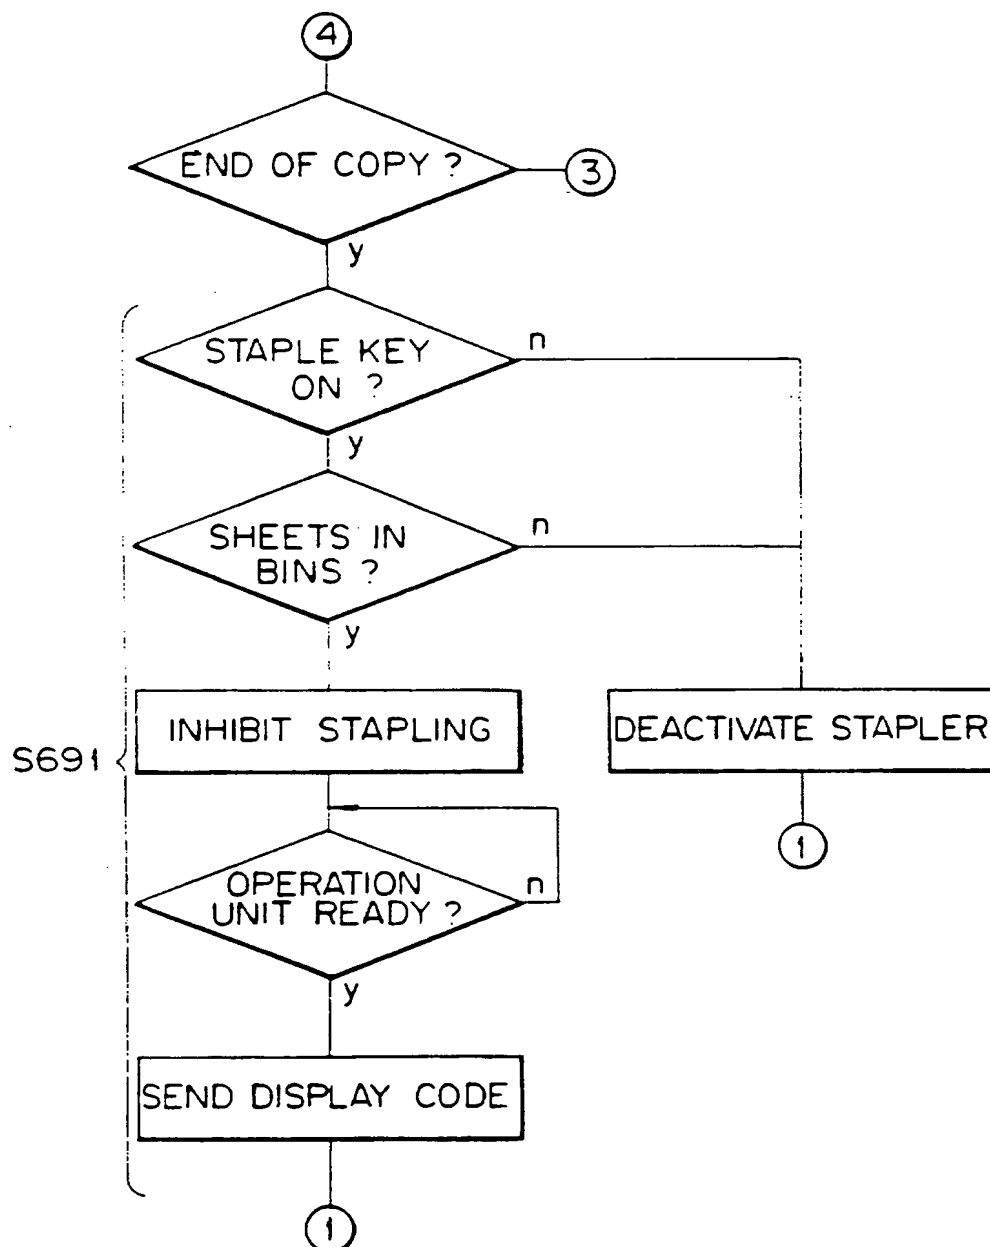 4
END OF COPY ?
3
y
STAPLE KEY
ON ?
n
y
SHEETS IN
BINS ?
n
y
INHIBIT STAPLING
DEACTIVATE STAPLER
S691
1
OPERATION
UNIT READY ?
n
y
SEND DISPLAY CODE
1